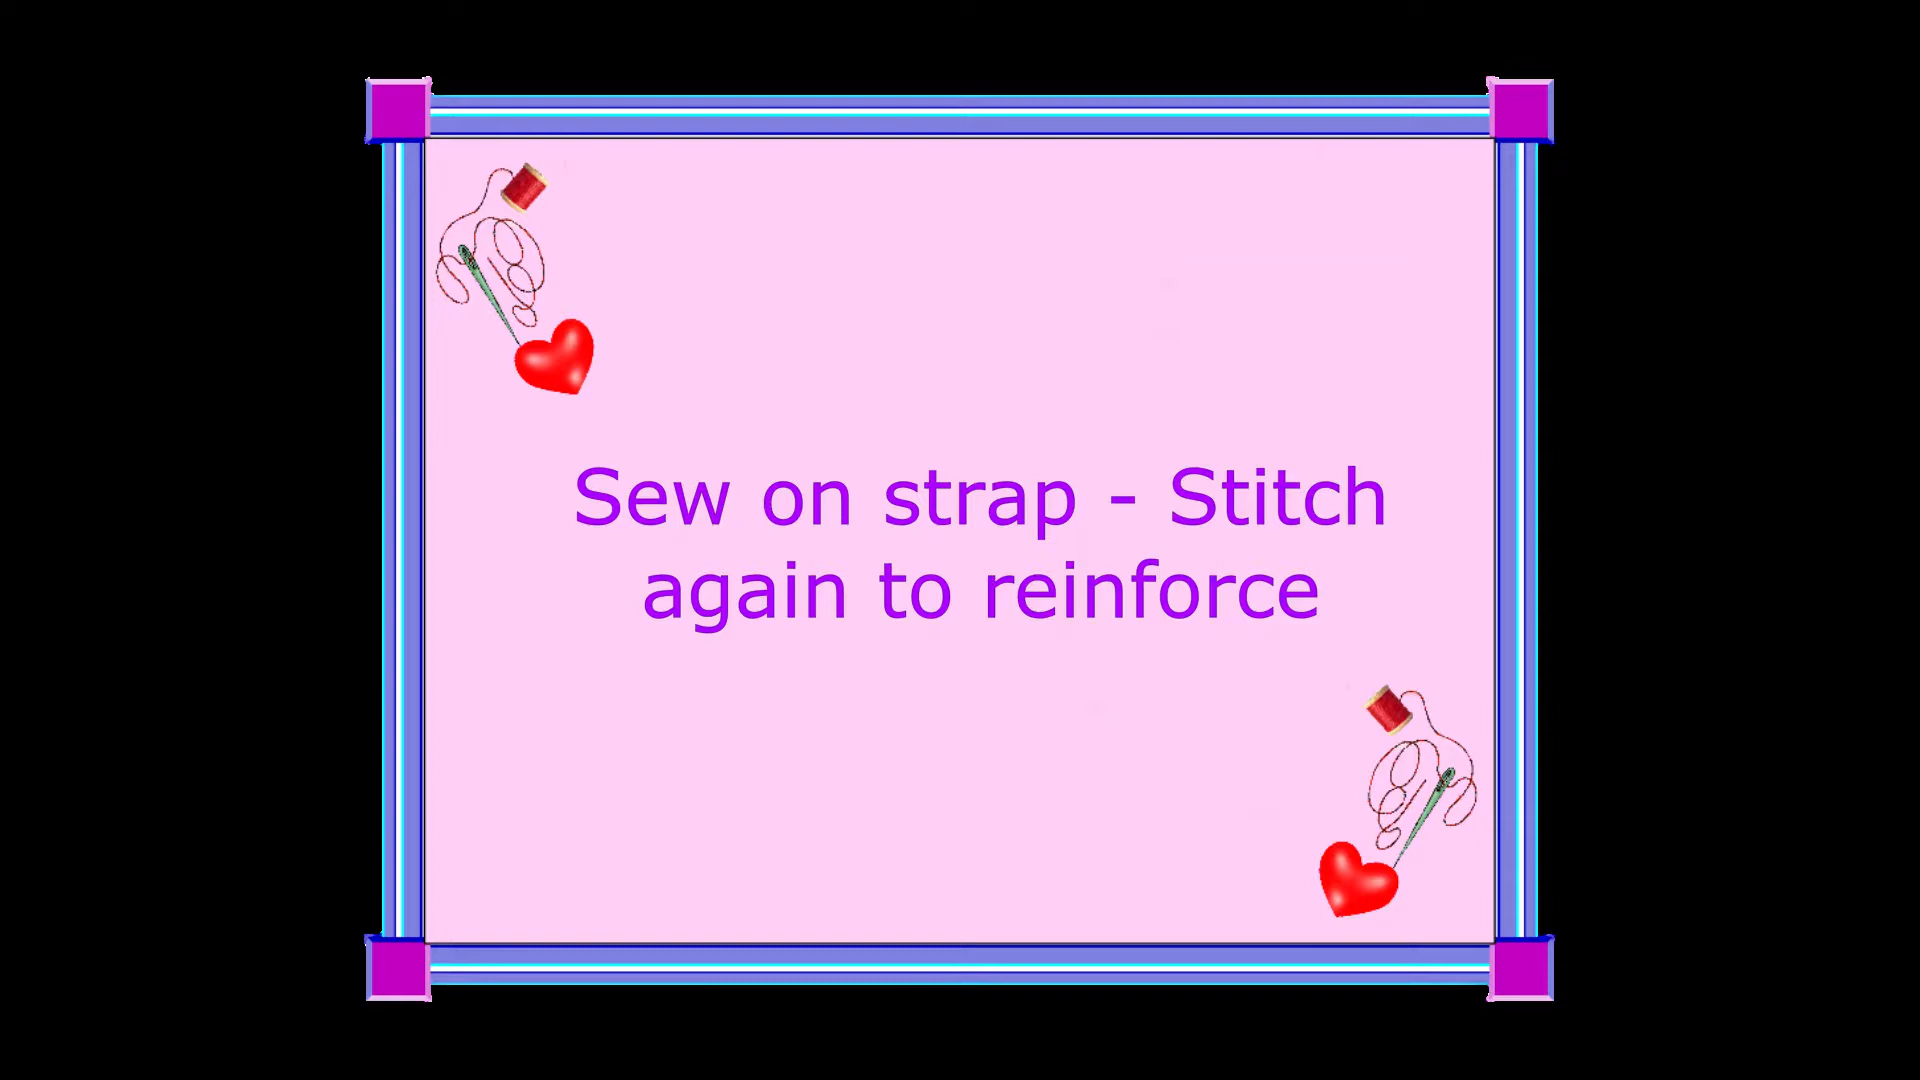 Sew on strap - Stitch
again to reinforce